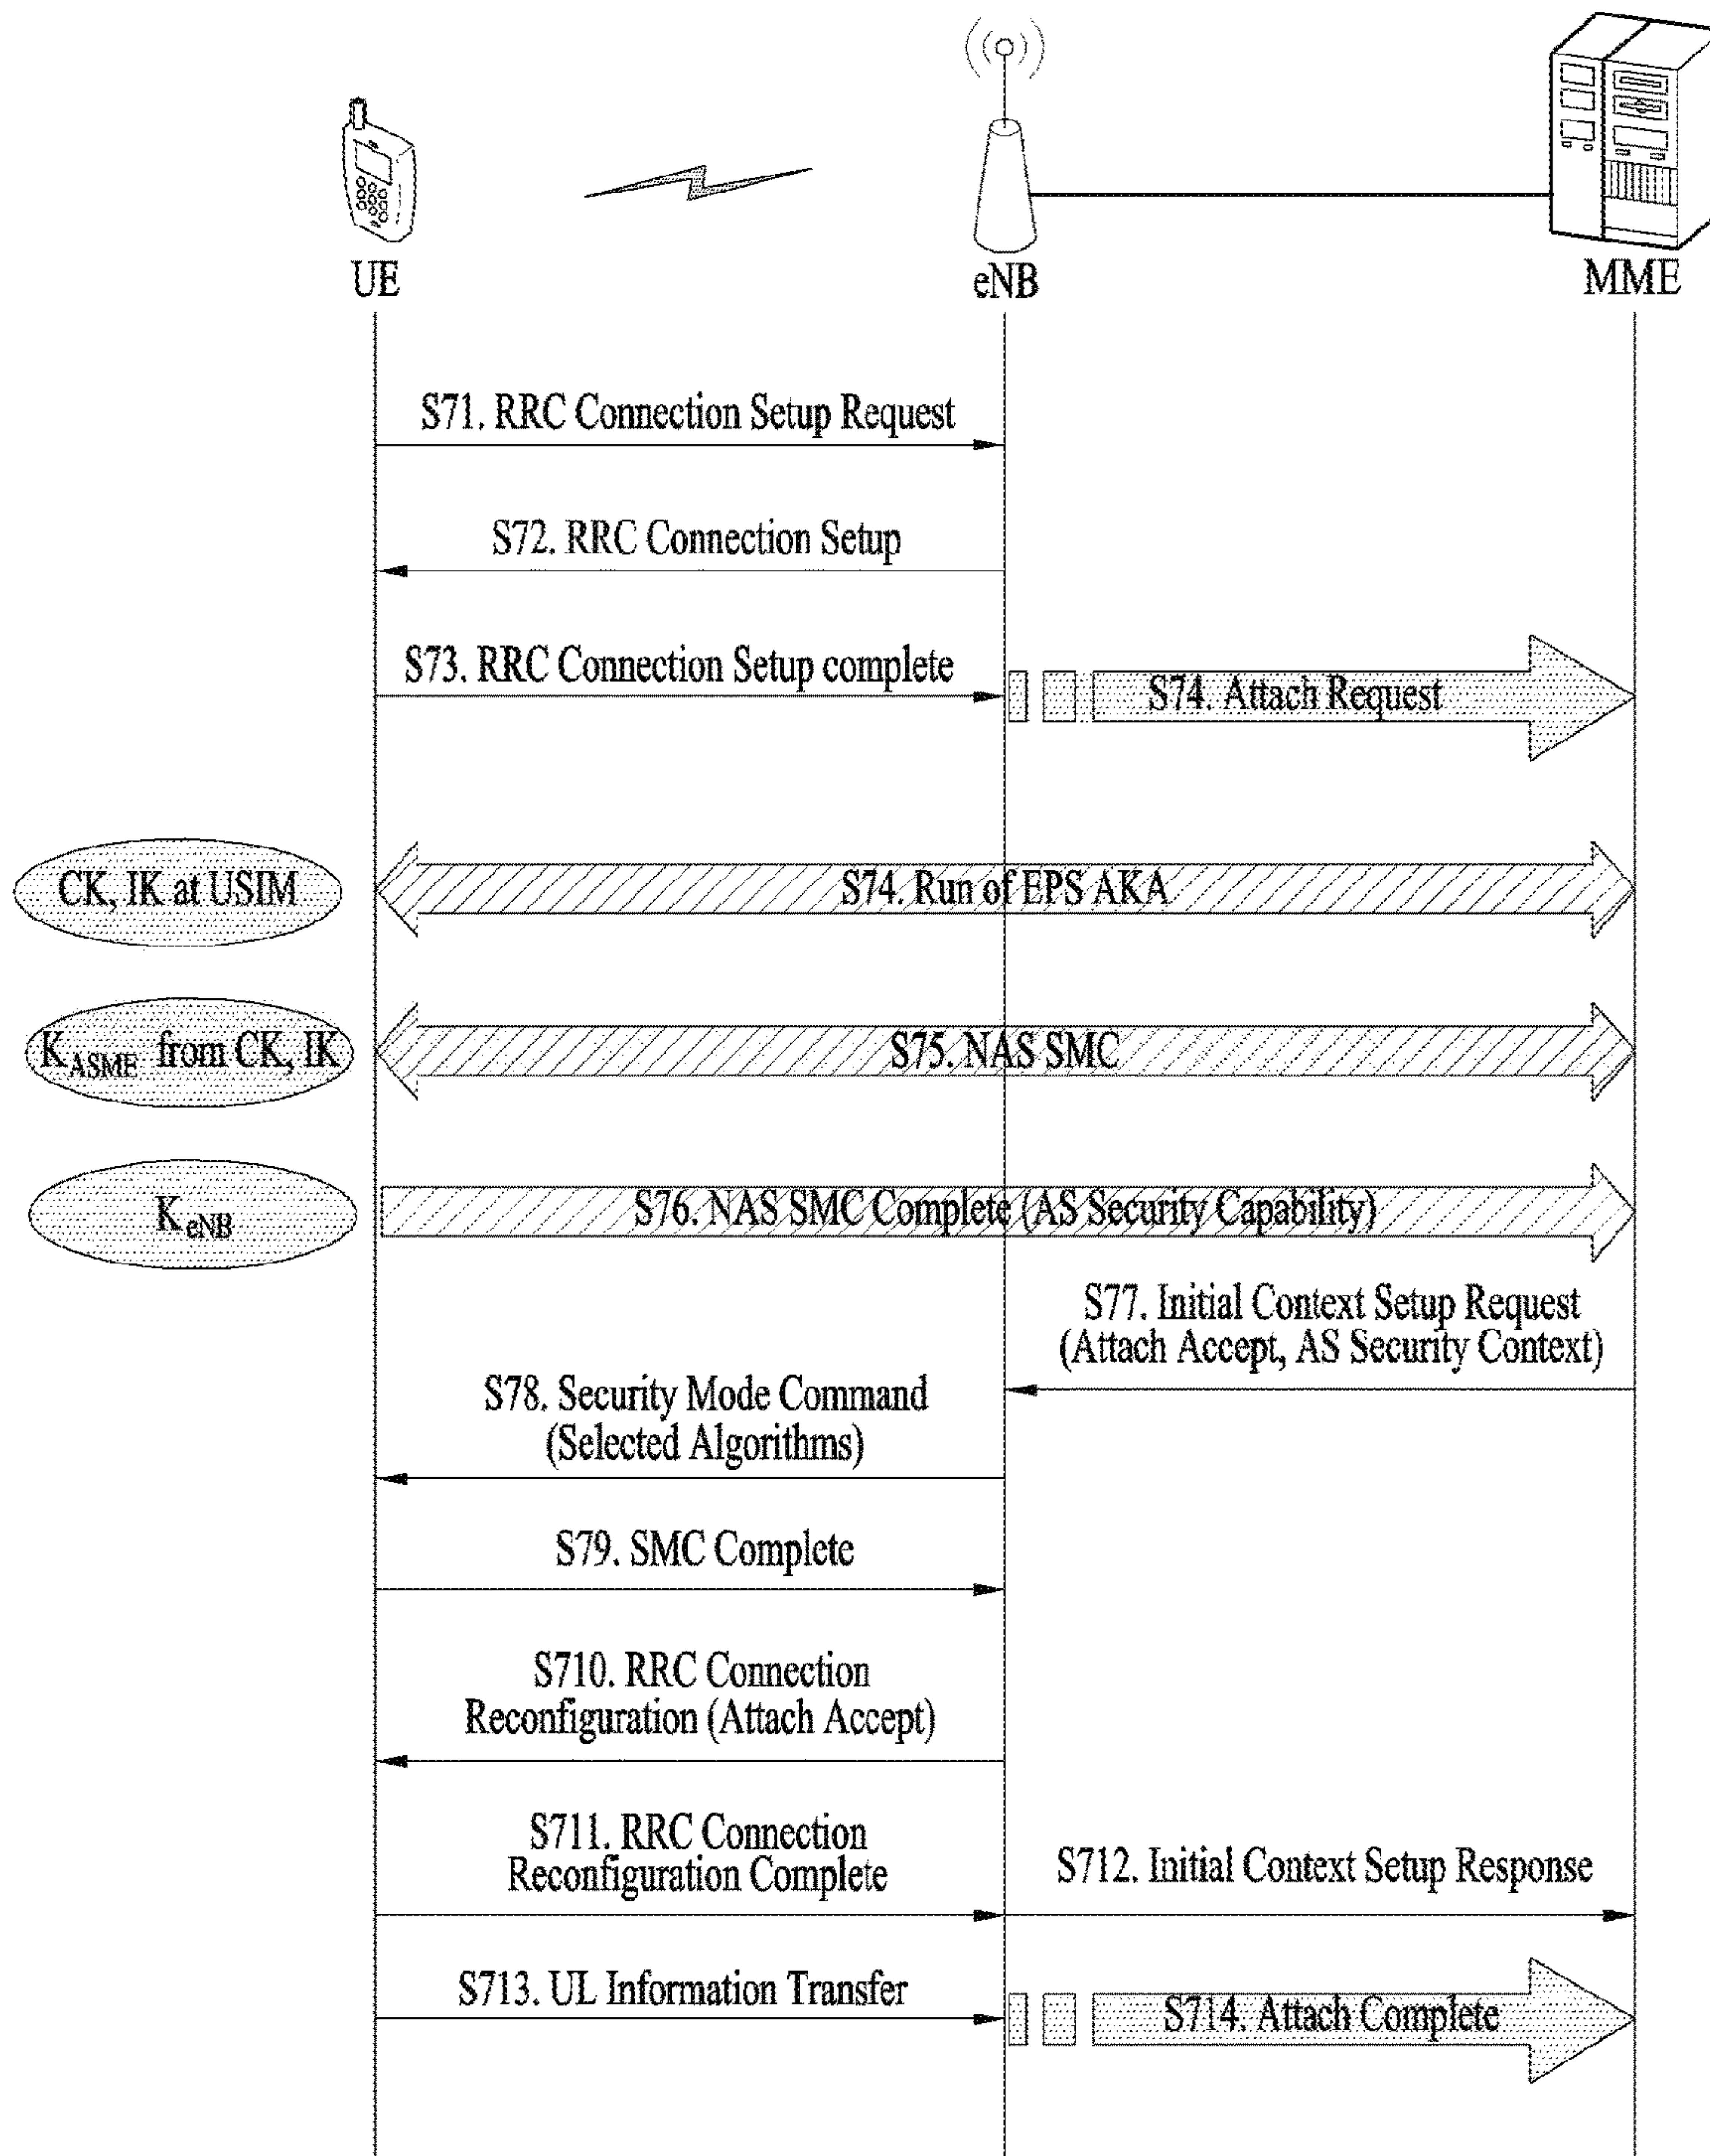 UE
eNB
MME
S71. RRC Connection Setup Request
S72. RRC Connection Setup
S73. RRC Connection Setup complete
S74. Attach Request
CK, IK at USIM
S74. Run of EPS AKA
KASME from CK, IK
S75. NAS SMC
KeNB
S76. NAS SMC Complete (AS Security Capability)
S77. Initial Context Setup Request
(Attach Accept, AS Security Context)
S78. Security Mode Command
(Selected Algorithms)
S79. SMC Complete
S710. RRC Connection
Reconfiguration (Attach Accept)
S711. RRC Connection
Reconfiguration Complete
S712. Initial Context Setup Response
S713. UL Information Transfer
S714. Attach Complete